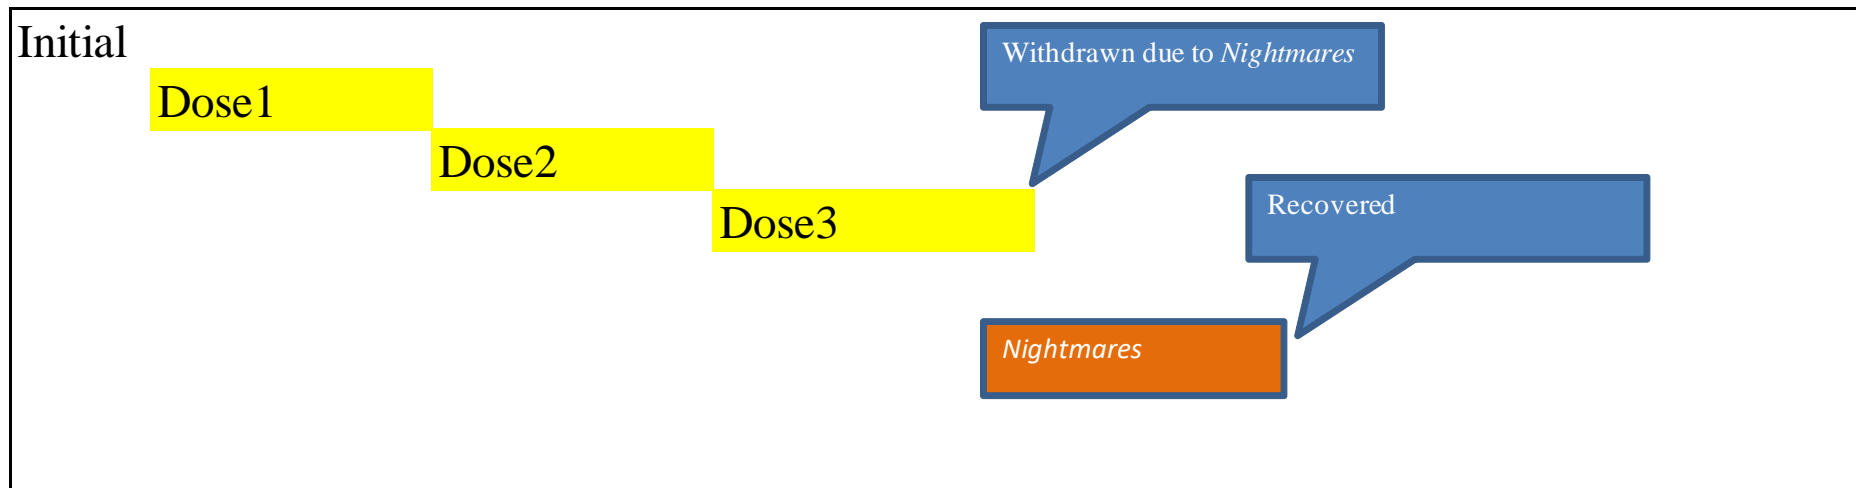 Initial
Withdrawn due to Nightmares
Dose1
Dose2
Recovered
Dose3
Nightmares